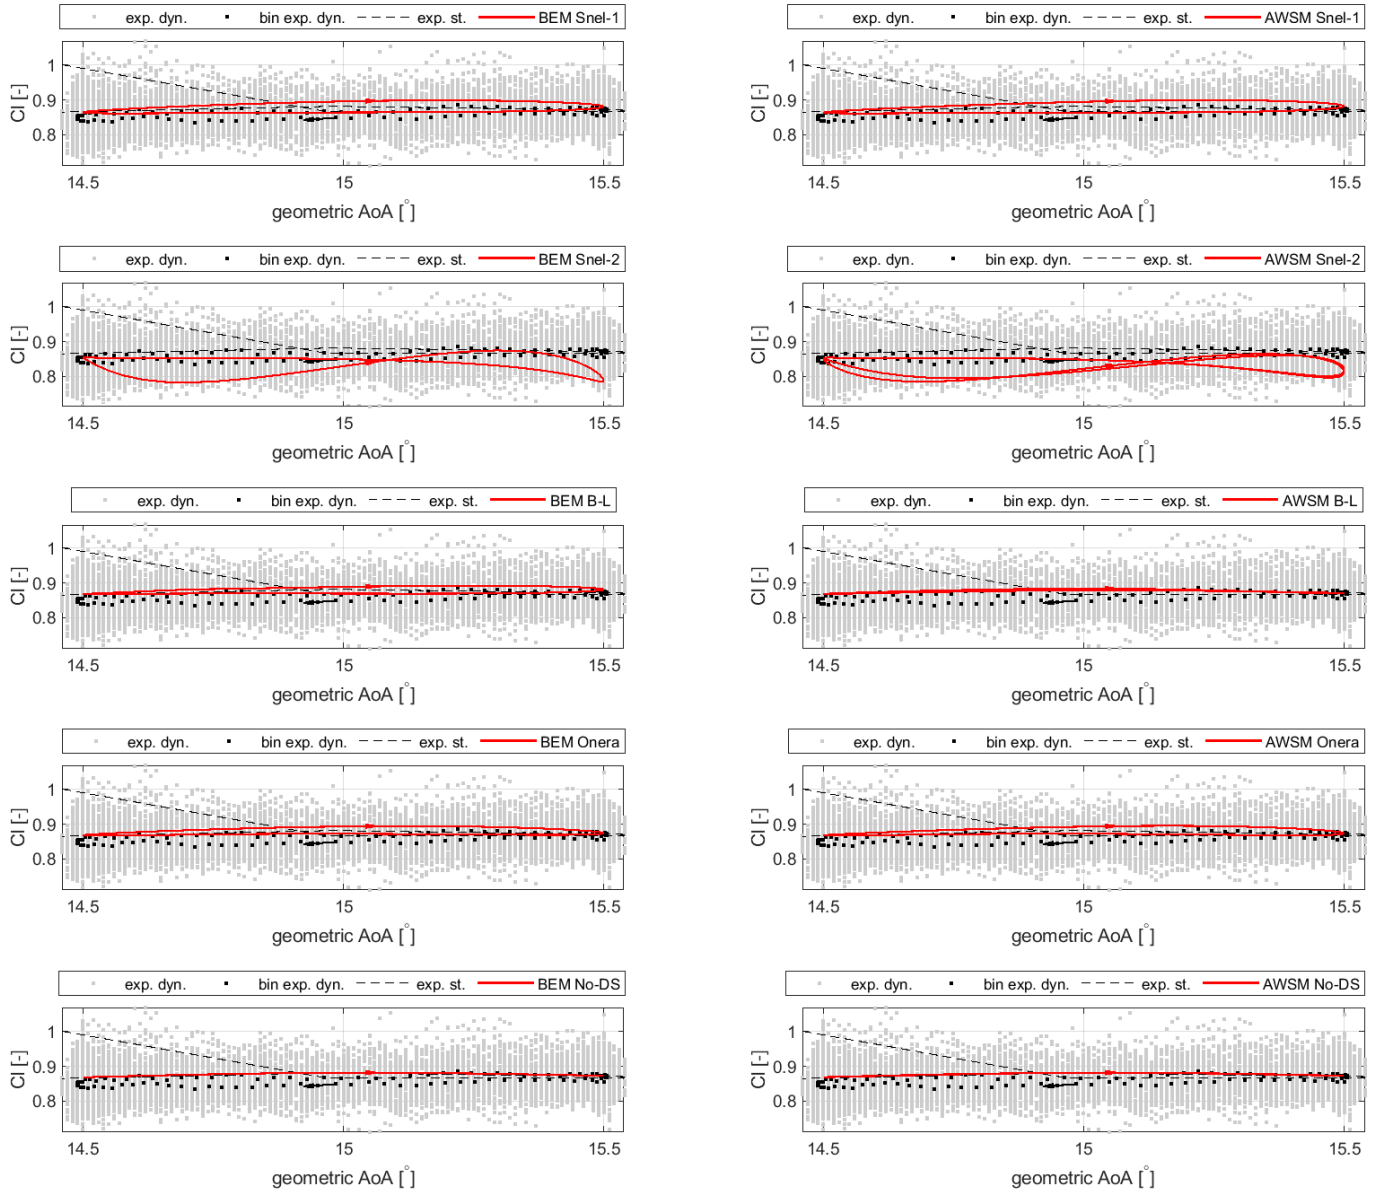 exp. dyn. bin exp. dyn. exp. st. BEM Snel-1
exp. dyn. bin exp. dyn. exp. st. AWSM Snel-1
Cl [-]
1
0.9
0.8
14.5 15 15.5
geometric AoA [°]
Cl [-]
1
0.9
0.8
14.5 15 15.5
geometric AoA [°]
exp. dyn. bin exp. dyn. exp. st. BEM Snel-2
exp. dyn. bin exp. dyn. exp. st. AWSM Snel-2
Cl [-]
1
0.9
0.8
14.5 15 15.5
geometric AoA [°]
Cl [-]
1
0.9
0.8
14.5 15 15.5
geometric AoA [°]
exp. dyn. bin exp. dyn. exp. st. BEM B-L
exp. dyn. bin exp. dyn. exp. st. AWSM B-L
Cl [-]
1
0.9
0.8
14.5 15 15.5
geometric AoA [°]
Cl [-]
1
0.9
0.8
14.5 15 15.5
geometric AoA [°]
exp. dyn. bin exp. dyn. exp. st. BEM Onera
exp. dyn. bin exp. dyn. exp. st. AWSM Onera
Cl [-]
1
0.9
0.8
14.5 15 15.5
geometric AoA [°]
Cl [-]
1
0.9
0.8
14.5 15 15.5
geometric AoA [°]
exp. dyn. bin exp. dyn. exp. st. BEM No-DS
exp. dyn. bin exp. dyn. exp. st. AWSM No-DS
Cl [-]
1
0.9
0.8
14.5 15 15.5
geometric AoA [°]
Cl [-]
1
0.9
0.8
14.5 15 15.5
geometric AoA [°]